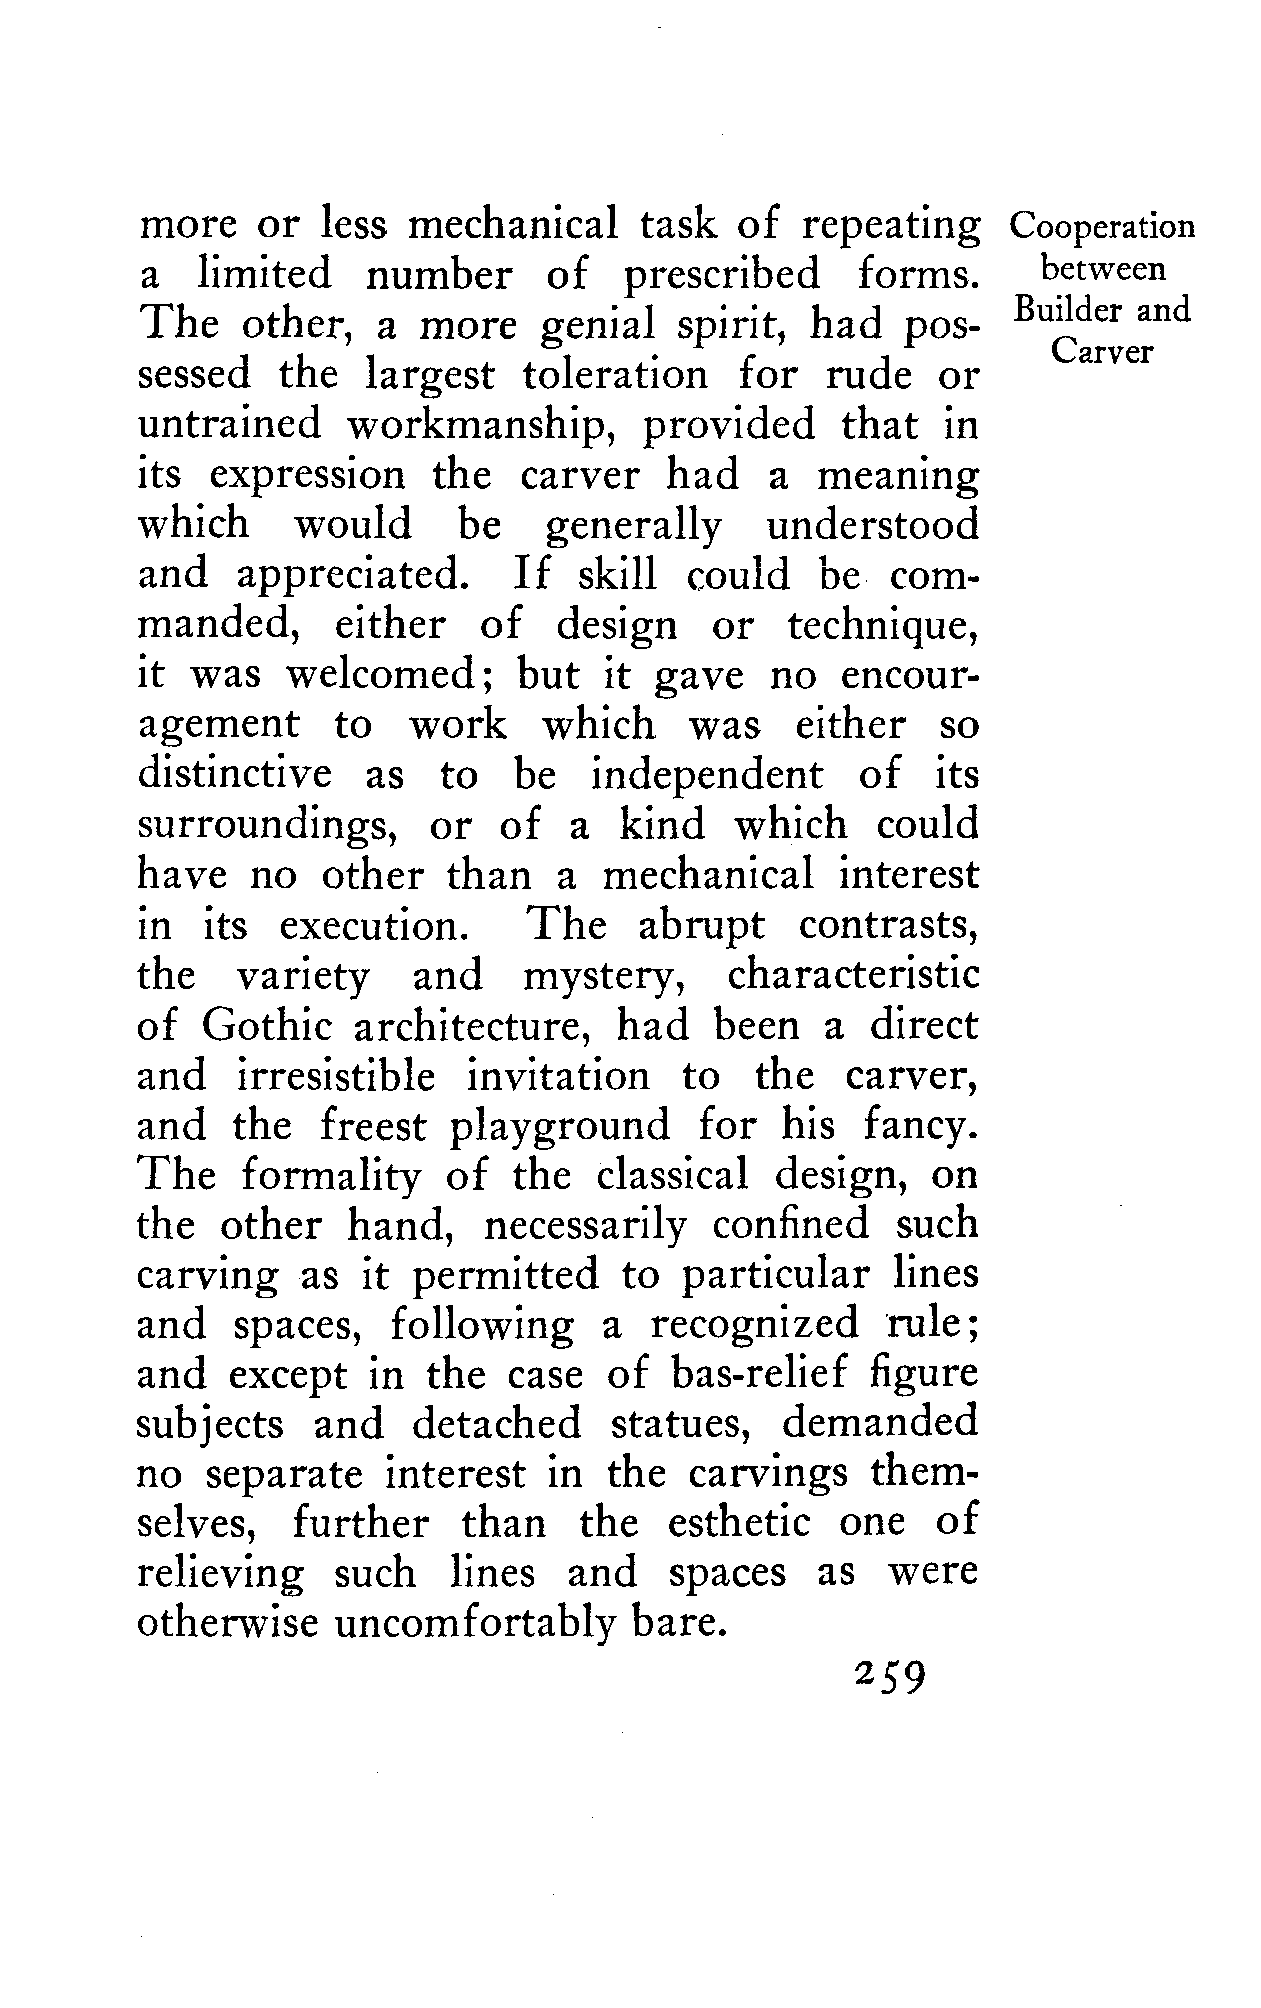 more or less mechanical task of repeating
a limited number of prescribed forms.
The other, a more genial spirit, had pos-
sessed the largest toleration for rude or
untrained workmanship, provided that in
its expression the carver had a meaning
which would be generally understood
and appreciated. If skill could be com-
manded, either of design or technique,
it was welcomed; but it gave no encour-
agement to work which was either so
distinctive as to be independent of its
surroundings, or of a kind which could
have no other than a mechanical interest
in its execution. The abrupt contrasts,
the variety and mystery, characteristic
of Gothic architecture, had been a direct
and irresistible invitation to the carver,
and the freest playground for his fancy.
The formality of the classical design, on
the other hand, necessarily confined such
carving as it permitted to particular lines
and spaces, following a recognized rule;
and except in the case of bas-relief figure
subjects and detached statues, demanded
no separate interest in the carvings them-
selves, further than the esthetic one of
relieving such lines and spaces as were
otherwise uncomfortably bare.
Cooperation
between
Builder and
Carver
259